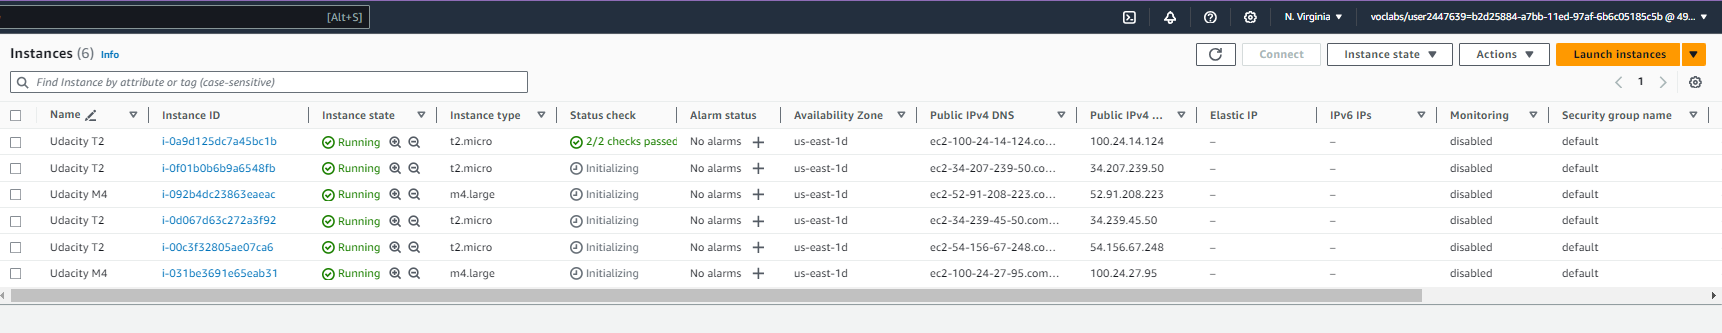 [Alt+S] N. Virginia voclabs/user2447639=b2d25884-a7bb-11ed-97af-6b6c05185c5b @ 49...
Instances (6) Info Connect Instance state Actions Launch instances
Find Instance by attribute or tag (case-sensitive) 1
Name Instance ID Instance state Instance type Status check Alarm status Availability Zone Public IPv4 DNS Public IPv4 ... Elastic IP IPv6 IPs Monitoring Security group name
Udacity T2 i-0a9d125dc7a45bc1b Running t2.micro 2/2 checks passed No alarms + us-east-1d ec2-100-24-14-124.co... 100.24.14.124 – – disabled default
Udacity T2 i-0f01b0b6b9a6548fb Running t2.micro Initializing No alarms + us-east-1d ec2-34-207-239-50.co... 34.207.239.50 – – disabled default
Udacity M4 i-092b4dc23863eaeac Running m4.large Initializing No alarms + us-east-1d ec2-52-91-208-223.co... 52.91.208.223 – – disabled default
Udacity T2 i-0d067d63c272a3f92 Running t2.micro Initializing No alarms + us-east-1d ec2-34-239-45-50.com... 34.239.45.50 – – disabled default
Udacity T2 i-00c3f32805ae07ca6 Running t2.micro Initializing No alarms + us-east-1d ec2-54-156-67-248.co... 54.156.67.248 – – disabled default
Udacity M4 i-031be3691e65eab31 Running m4.large Initializing No alarms + us-east-1d ec2-100-24-27-95.com... 100.24.27.95 – – disabled default